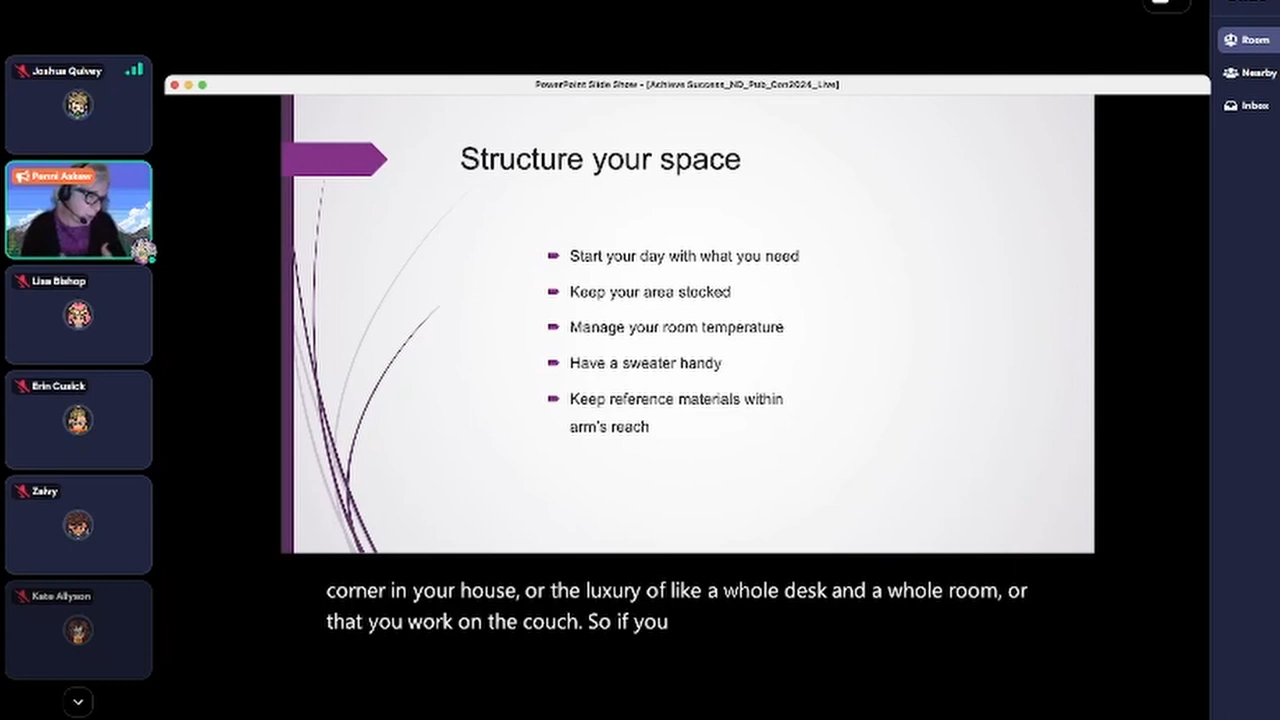 Joshua Quivey
Penni Askew
Lisa Bishop
Erin Cusick
Zalvy
Kate Allyson
PowerPoint Slide Show - [Achieve Success_ND_Pub_Con2024_Live]
Structure your space
Start your day with what you need
Keep your area stocked
Manage your room temperature
Have a sweater handy
Keep reference materials within
arm's reach
corner in your house, or the luxury of like a whole desk and a whole room, or
that you work on the couch. So if you
Room
Nearby
Inbox